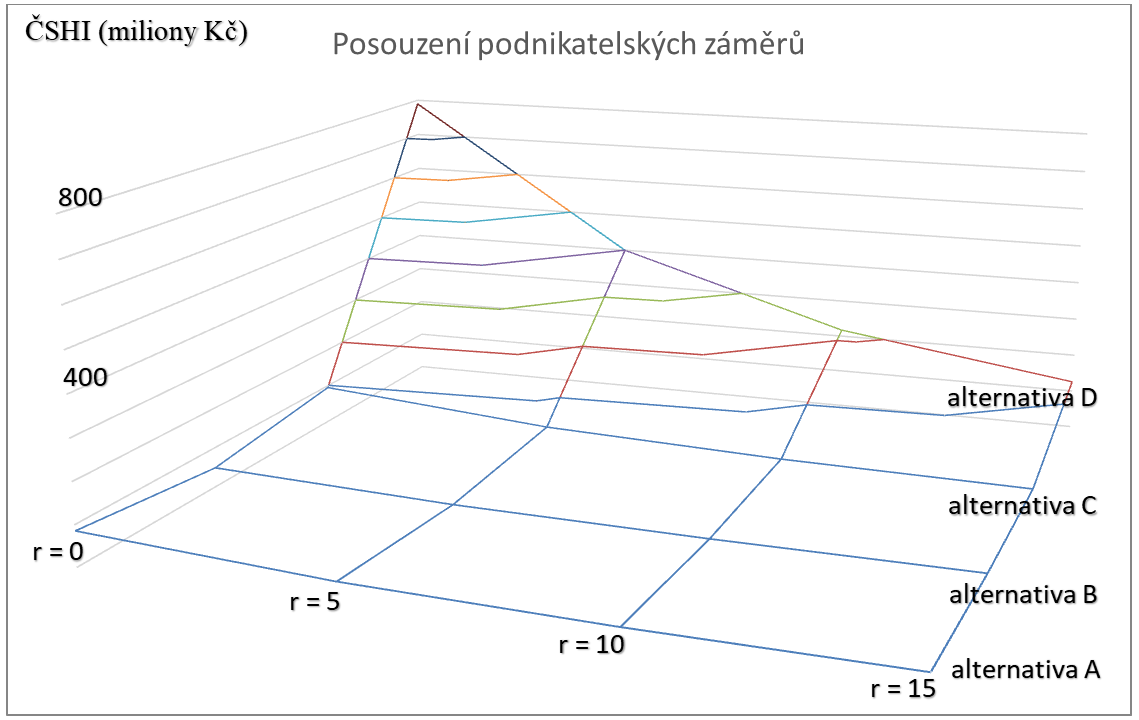 ČSHI (miliony Kč)
Posouzení podnikatelských záměrů
800
400
alternativa D
alternativa C
r = 0
alternativa B
r = 5
r = 10
alternativa A
r = 15